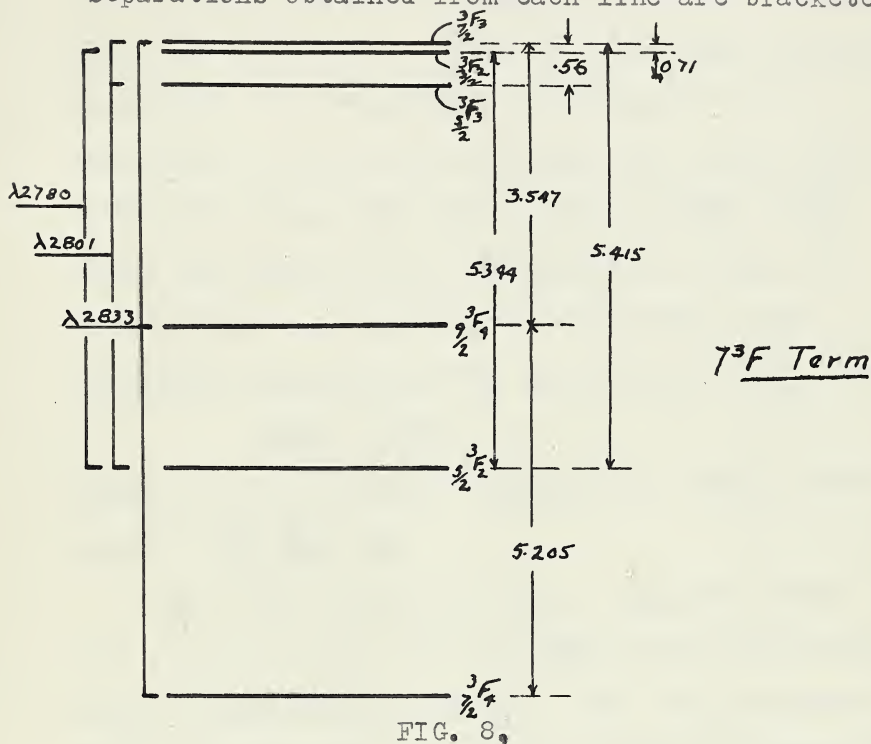 separations obtained from each line are bracketed
7/2 ³F₃
3/2 ³F₂
5/2 ³F₃
.56
.071
λ2780
3.547
λ2801
5.344
5.415
λ2833
9/2 ³F₄
7³F Term
5/2 ³F₂
5.205
7/2 ³F₄
FIG. 8.